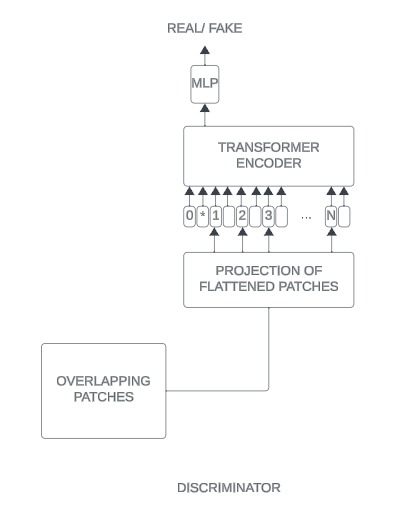 REAL/ FAKE
MLP
TRANSFORMER
ENCODER
0 * 1 2 3 ... N
PROJECTION OF
FLATTENED PATCHES
OVERLAPPING
PATCHES
DISCRIMINATOR